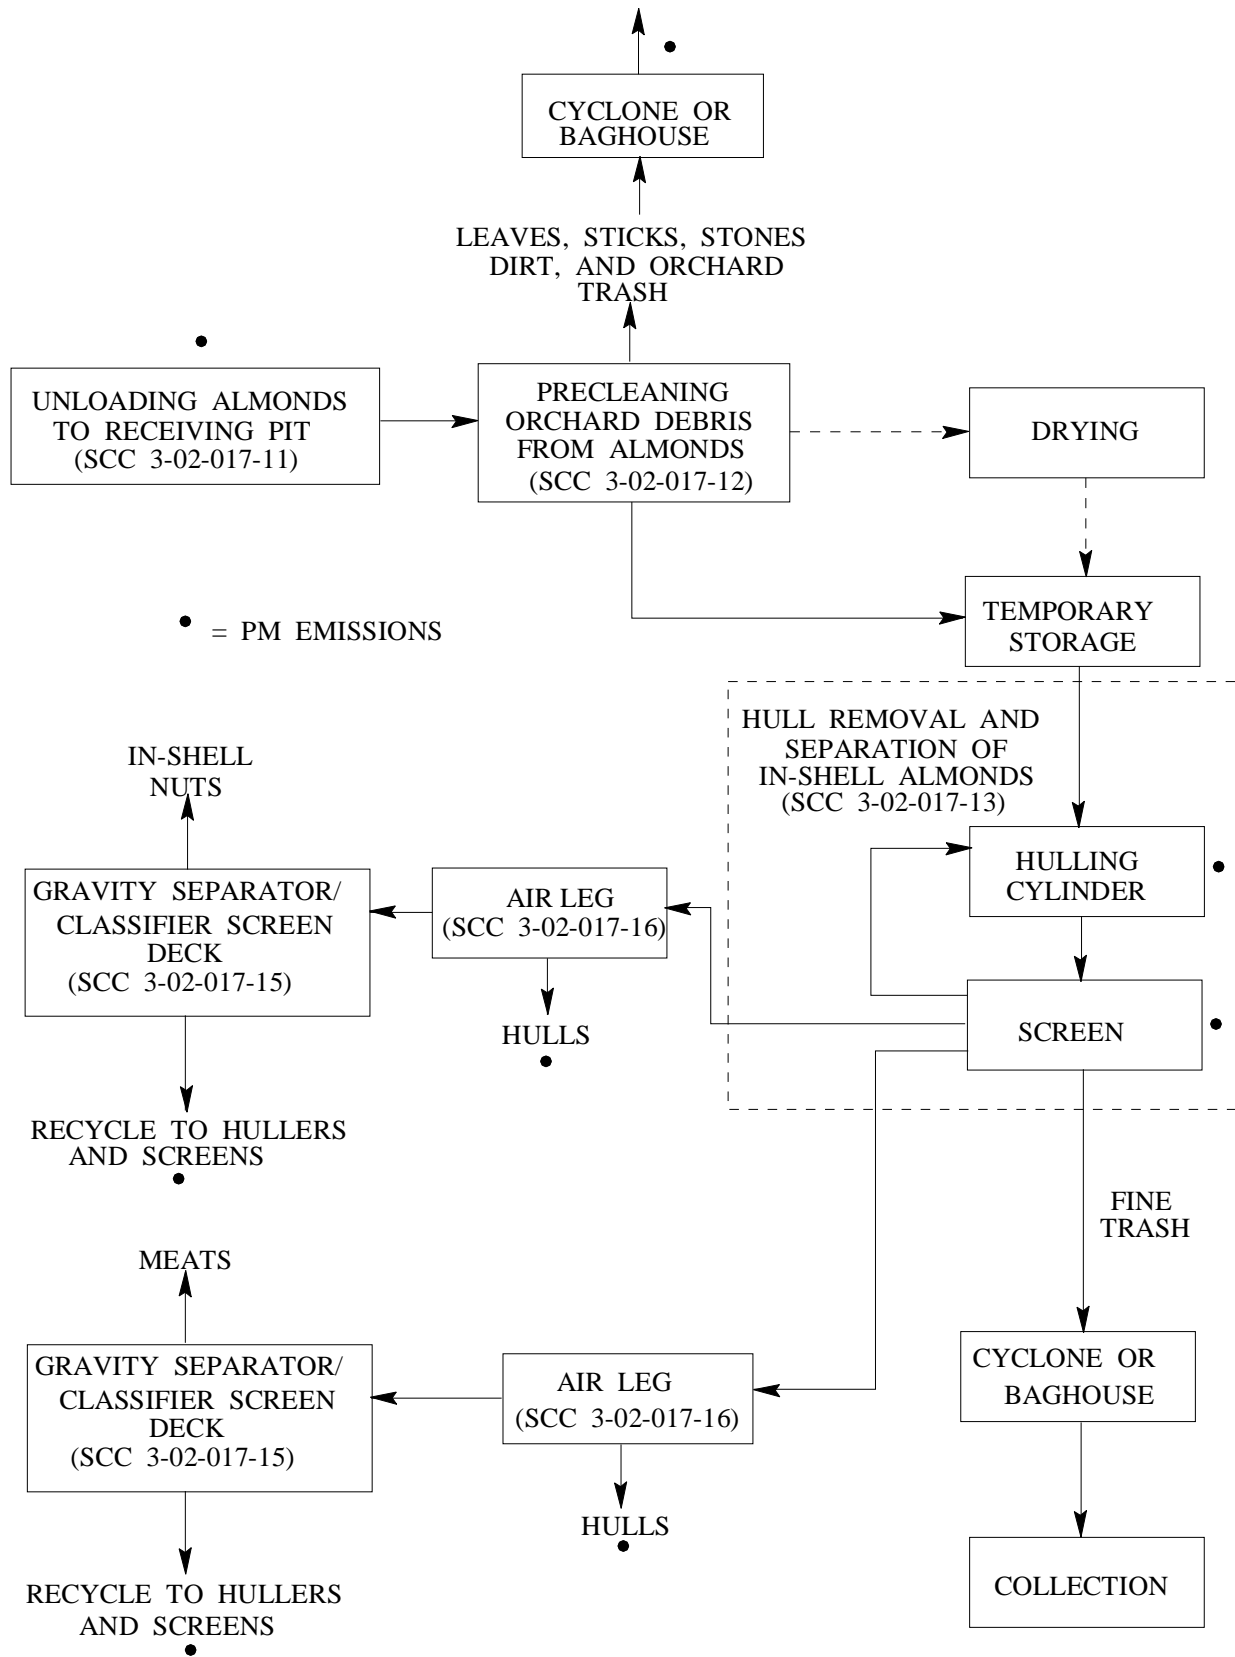 CYCLONE OR
BAGHOUSE
LEAVES, STICKS, STONES
DIRT, AND ORCHARD
TRASH
UNLOADING ALMONDS
TO RECEIVING PIT
(SCC 3-02-017-11)
PRECLEANING
ORCHARD DEBRIS
FROM ALMONDS
(SCC 3-02-017-12)
DRYING
TEMPORARY
STORAGE
• = PM EMISSIONS
HULL REMOVAL AND
SEPARATION OF
IN-SHELL ALMONDS
(SCC 3-02-017-13)
HULLING
CYLINDER
SCREEN
IN-SHELL
NUTS
GRAVITY SEPARATOR/
CLASSIFIER SCREEN
DECK
(SCC 3-02-017-15)
AIR LEG
(SCC 3-02-017-16)
HULLS
RECYCLE TO HULLERS
AND SCREENS
FINE
TRASH
MEATS
GRAVITY SEPARATOR/
CLASSIFIER SCREEN
DECK
(SCC 3-02-017-15)
AIR LEG
(SCC 3-02-017-16)
HULLS
CYCLONE OR
BAGHOUSE
RECYCLE TO HULLERS
AND SCREENS
COLLECTION